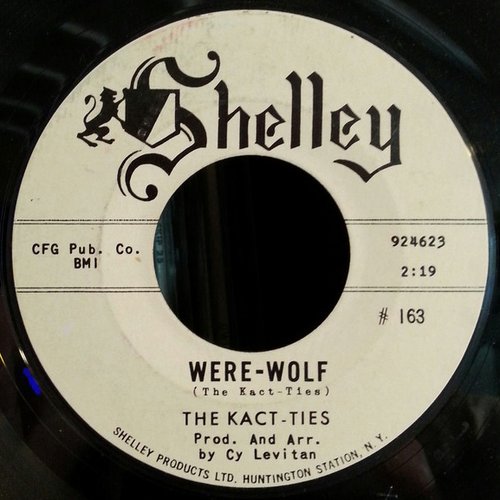 Shelley
CFG Pub. Co.
BMI
924623
2:19
# 163
WERE-WOLF
(The Kact-Ties)
THE KACT-TIES
Prod. And Arr.
by Cy Levitan
SHELLEY PRODUCTS LTD. HUNTINGTON STATION, N.Y.